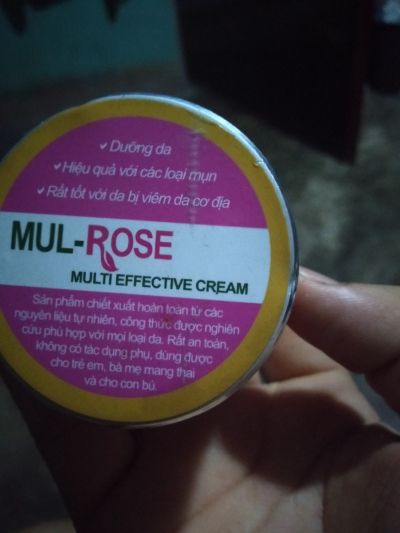 ✓ Dưỡng da
✓ Hiệu quả với các loại mụn
✓ Rất tốt với da bị viêm da cơ địa
MUL-ROSE
MULTI EFFECTIVE CREAM
Sản phẩm chiết xuất hoàn toàn từ các
nguyên liệu tự nhiên, công thức được nghiên
cứu phù hợp với mọi loại da. Rất an toàn,
không có tác dụng phụ, dùng được
cho trẻ em, bà mẹ mang thai
và cho con bú.